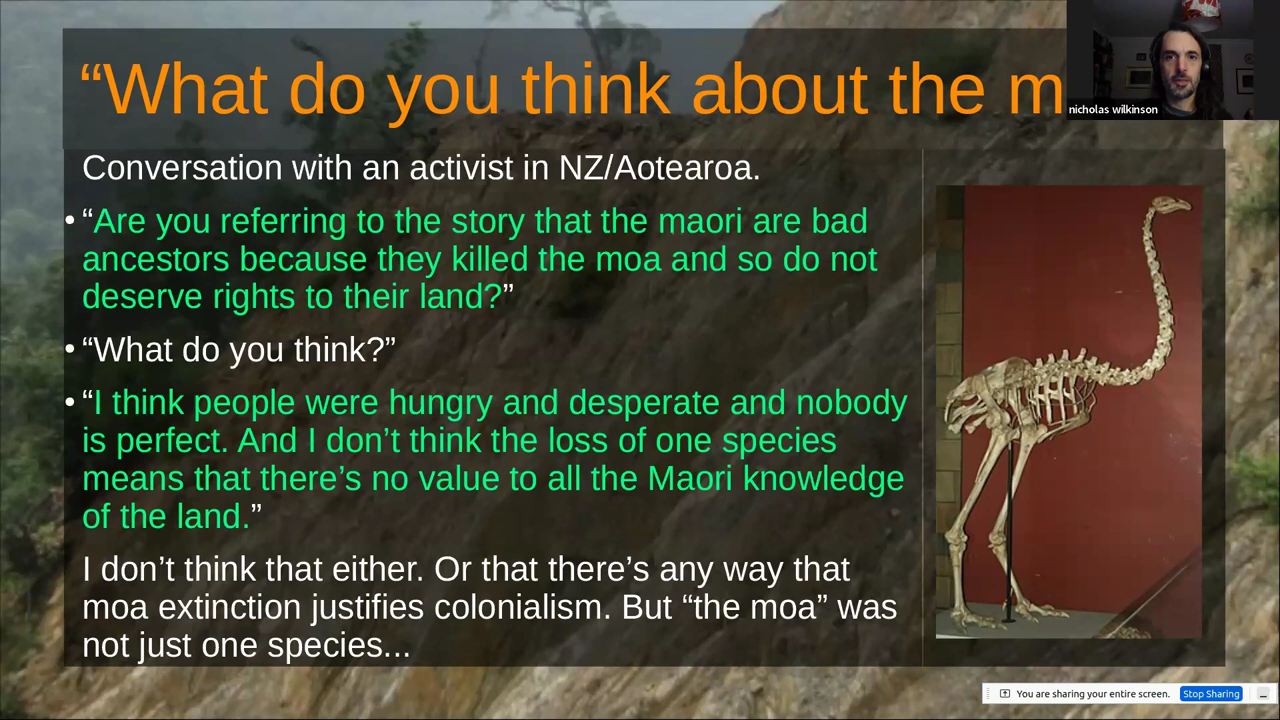 “What do you think about the m
nicholas wilkinson
Conversation with an activist in NZ/Aotearoa.
• “Are you referring to the story that the maori are bad
ancestors because they killed the moa and so do not
deserve rights to their land?”
• “What do you think?”
• “I think people were hungry and desperate and nobody
is perfect. And I don’t think the loss of one species
means that there’s no value to all the Maori knowledge
of the land.”
I don’t think that either. Or that there’s any way that
moa extinction justifies colonialism. But “the moa” was
not just one species...
You are sharing your entire screen.
Stop Sharing